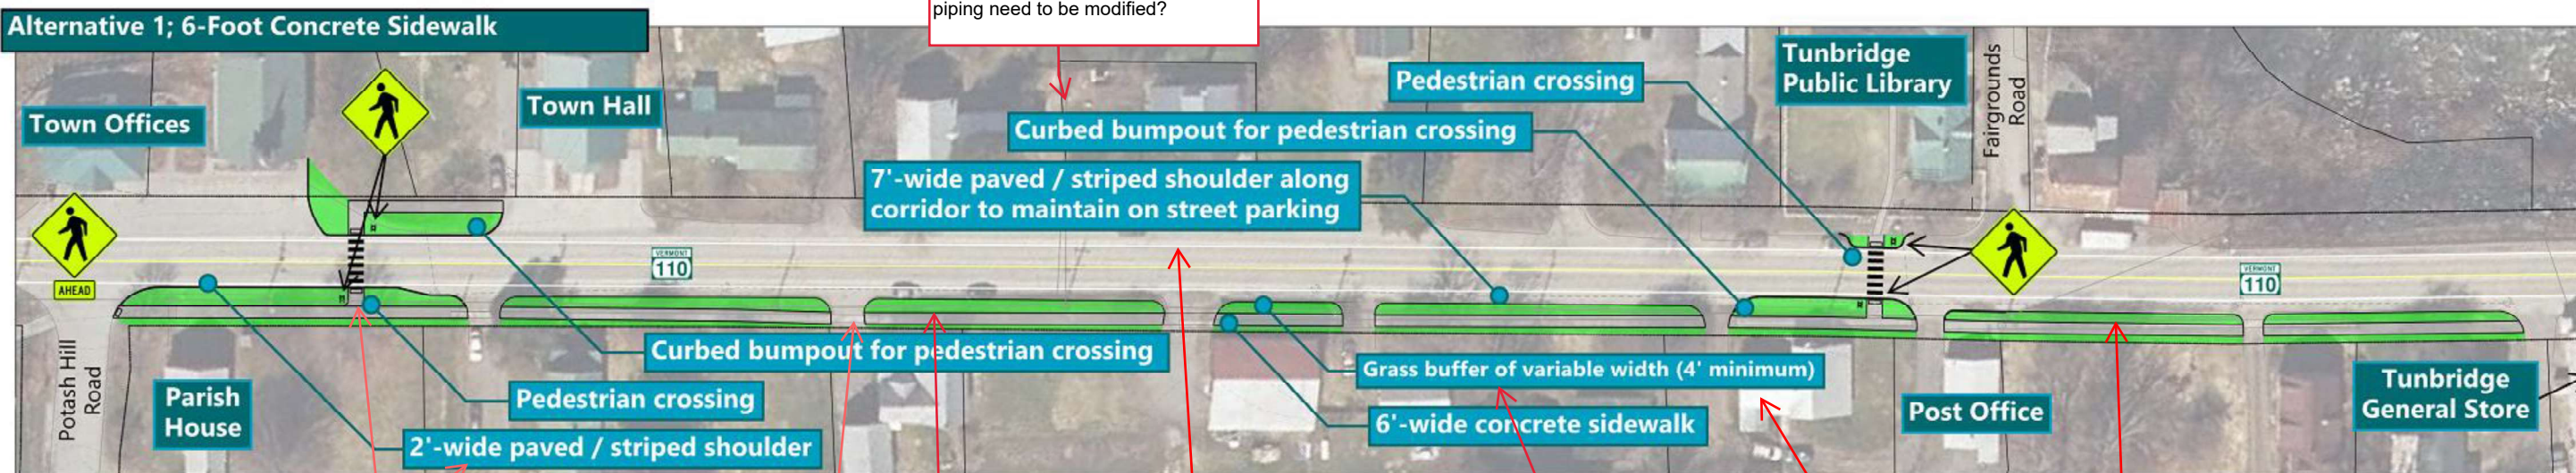 piping need to be modified?
Alternative 1; 6-Foot Concrete Sidewalk
Town Offices
Town Hall
Pedestrian crossing
Tunbridge
Public Library
Fairgrounds
Road
Curbed bumpout for pedestrian crossing
7'-wide paved / striped shoulder along
corridor to maintain on street parking
AHEAD
VERMONT
110
VERMONT
110
Potash Hill
Road
Parish
House
Curbed bumpout for pedestrian crossing
Pedestrian crossing
2'-wide paved / striped shoulder
Grass buffer of variable width (4' minimum)
6'-wide concrete sidewalk
Post Office
Tunbridge
General Store